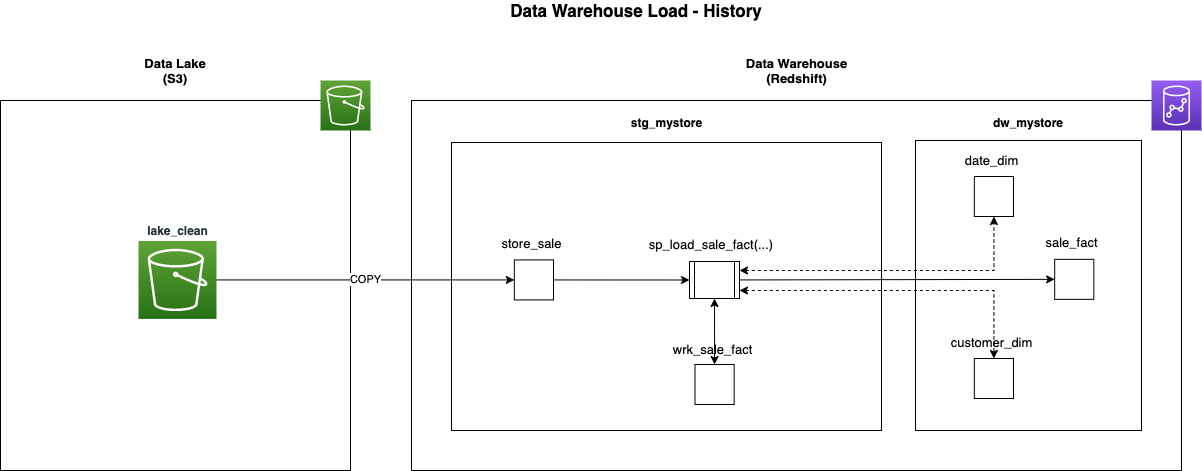 Data Warehouse Load - History
Data Lake
(S3)
Data Warehouse
(Redshift)
stg_mystore
dw_mystore
date_dim
lake_clean
store_sale
sp_load_sale_fact(...)
sale_fact
COPY
wrk_sale_fact
customer_dim